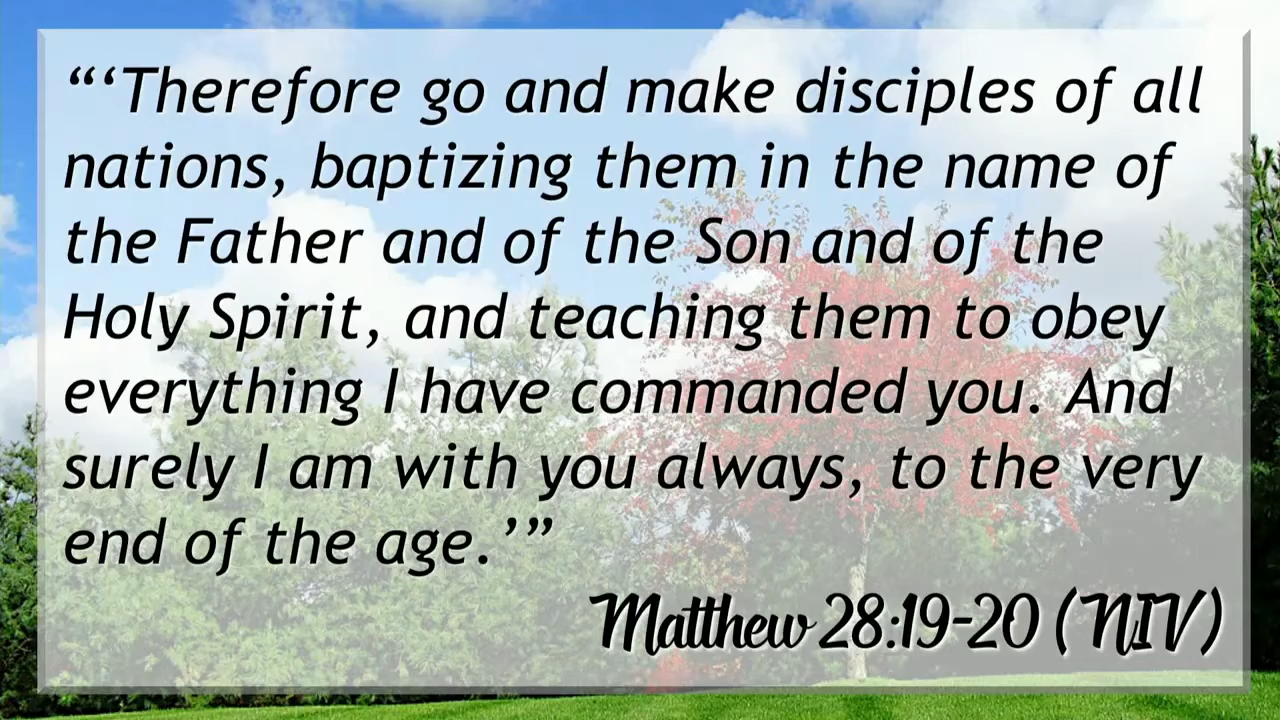 “‘Therefore go and make disciples of all
nations, baptizing them in the name of
the Father and of the Son and of the
Holy Spirit, and teaching them to obey
everything I have commanded you. And
surely I am with you always, to the very
end of the age.’”
Matthew 28:19-20 (NIV)